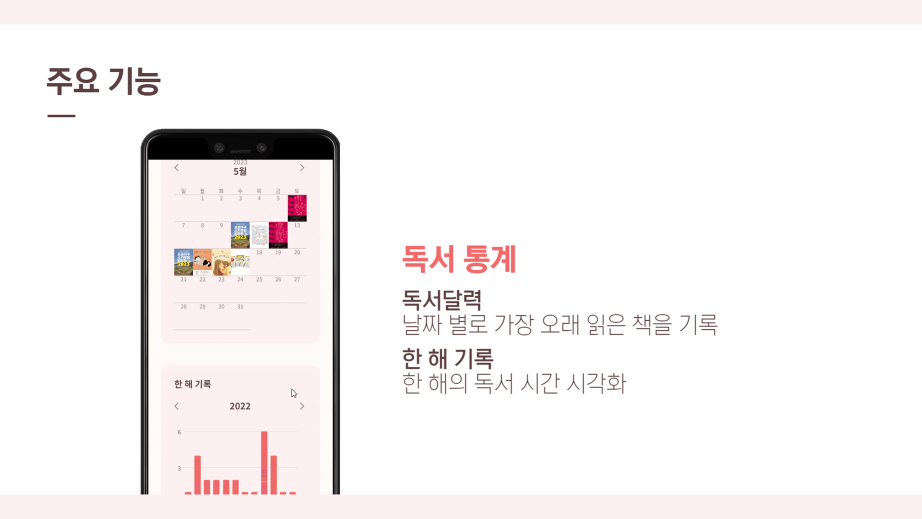 주요 기능
2023
5월
일 월 화 수 목 금 토
1 2 3 4 5
7 8 9 13
18 19 20
21 22 23 24 25 26 27
28 29 30 31
한 해 기록
2022
6
3
독서 통계
독서달력
날짜 별로 가장 오래 읽은 책을 기록
한 해 기록
한 해의 독서 시간 시각화